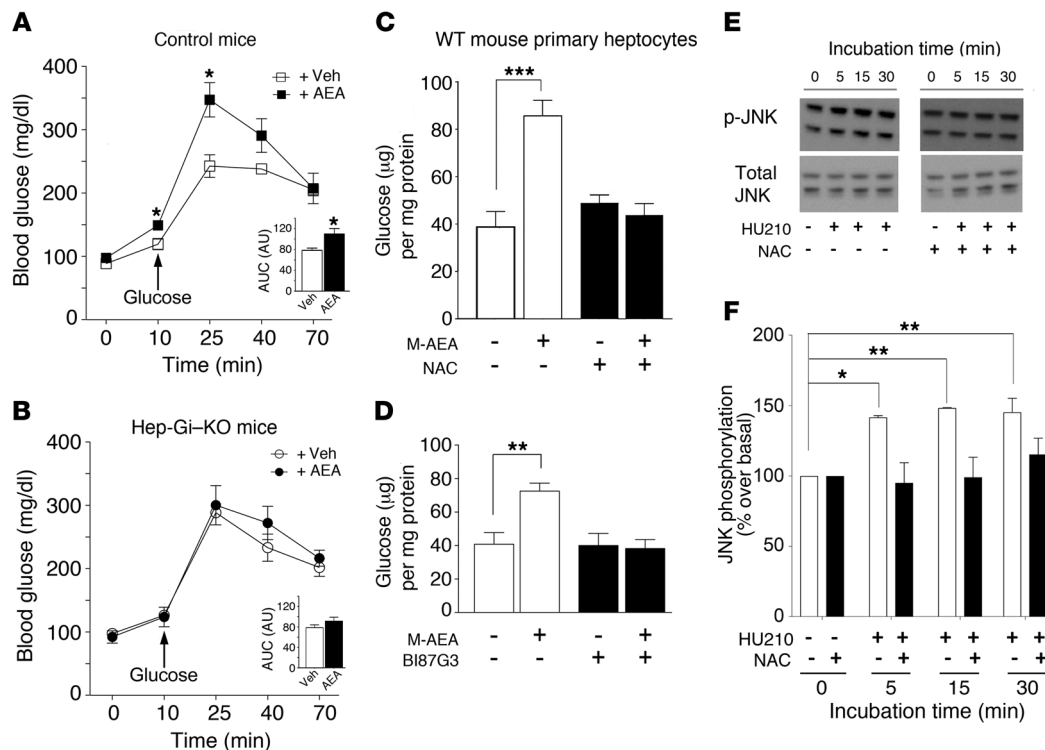 A
Control mice
400
300
200
100
0
Blood glucose (mg/dl)
+ Veh
+ AEA
*
*
Glucose
AUC (AU)
120
80
40
0
*
Veh
AEA
0
10
25
40
70
Time (min)
B
Hep-Gi–KO mice
400
300
200
100
0
Blood glucose (mg/dl)
+ Veh
+ AEA
Glucose
AUC (AU)
120
80
40
0
Veh
AEA
0
10
25
40
70
Time (min)
C
WT mouse primary heptocytes
100
80
60
40
20
0
Glucose (μg)
per mg protein
***
M-AEA - + - +
NAC - - + +
D
100
80
60
40
20
0
Glucose (μg)
per mg protein
**
M-AEA - + - +
BI87G3 - - + +
E
Incubation time (min)
0 5 15 30 0 5 15 30
p-JNK
Total
JNK
HU210 - + + + - + + +
NAC - - - - + + + +
F
200
150
100
50
0
JNK phosphorylation
(% over basal)
**
**
*
HU210 - - + + + + + +
NAC - + - + - + - +
0 5 15 30
Incubation time (min)